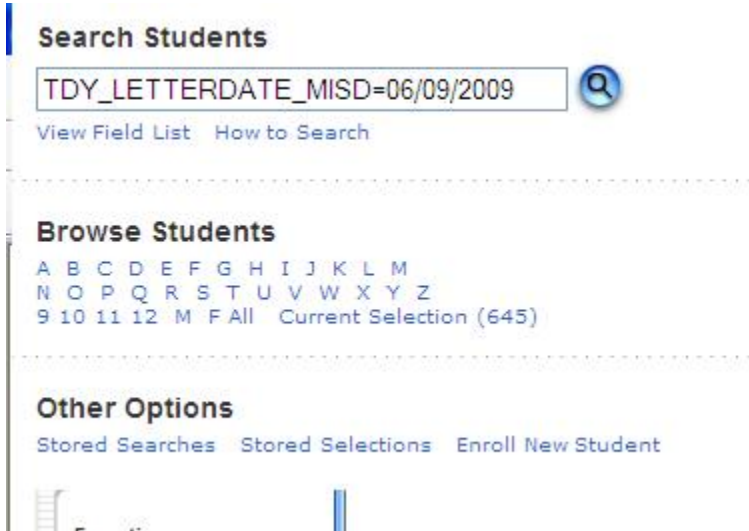 Search Students
TDY_LETTERDATE_MISD=06/09/2009
View Field List How to Search
Browse Students
A B C D E F G H I J K L M
N O P Q R S T U V W X Y Z
9 10 11 12 M F All Current Selection (645)
Other Options
Stored Searches Stored Selections Enroll New Student